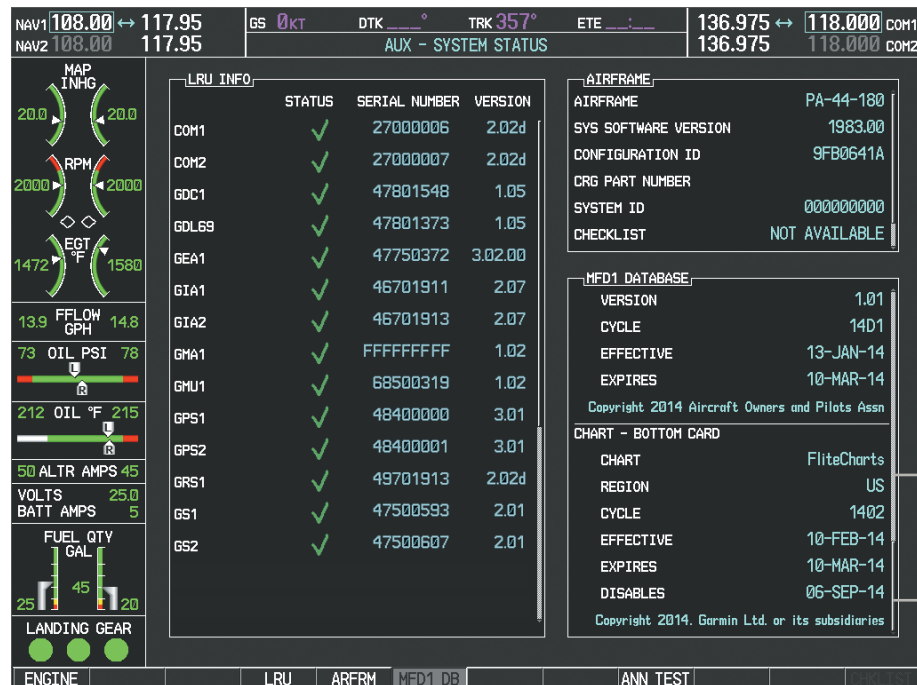 NAV1 108.00 ↔ 117.95
NAV2 108.00 117.95
GS 0KT DTK ___° TRK 357° ETE __:__
AUX - SYSTEM STATUS
136.975 ↔ 118.000 COM1
136.975 118.000 COM2
MAP
INHG
20.0 20.0
RPM
2000 2000
EGT
°F
1472 1580
13.9 FFLOW GPH 14.8
73 OIL PSI 78
L
R
212 OIL °F 215
L
R
50 ALTR AMPS 45
VOLTS 25.0
BATT AMPS 5
FUEL QTY
GAL
45
25 20
LANDING GEAR
LRU INFO
STATUS SERIAL NUMBER VERSION
COM1 ✓ 27000006 2.02d
COM2 ✓ 27000007 2.02d
GDC1 ✓ 47801548 1.05
GDL69 ✓ 47801373 1.05
GEA1 ✓ 47750372 3.02.00
GIA1 ✓ 46701911 2.07
GIA2 ✓ 46701913 2.07
GMA1 ✓ FFFFFFFFF 1.02
GMU1 ✓ 68500319 1.02
GPS1 ✓ 48400000 3.01
GPS2 ✓ 48400001 3.01
GRS1 ✓ 49701913 2.02d
GS1 ✓ 47500593 2.01
GS2 ✓ 47500607 2.01
AIRFRAME
AIRFRAME PA-44-180
SYS SOFTWARE VERSION 1983.00
CONFIGURATION ID 9FB0641A
CRG PART NUMBER
SYSTEM ID 000000000
CHECKLIST NOT AVAILABLE
MFD1 DATABASE
VERSION 1.01
CYCLE 14D1
EFFECTIVE 13-JAN-14
EXPIRES 10-MAR-14
Copyright 2014 Aircraft Owners and Pilots Assn
CHART - BOTTOM CARD
CHART FliteCharts
REGION US
CYCLE 1402
EFFECTIVE 10-FEB-14
EXPIRES 10-MAR-14
DISABLES 06-SEP-14
Copyright 2014. Garmin Ltd. or its subsidiaries
ENGINE LRU ARFRM MFD1 DB ANN TEST CHKLIST